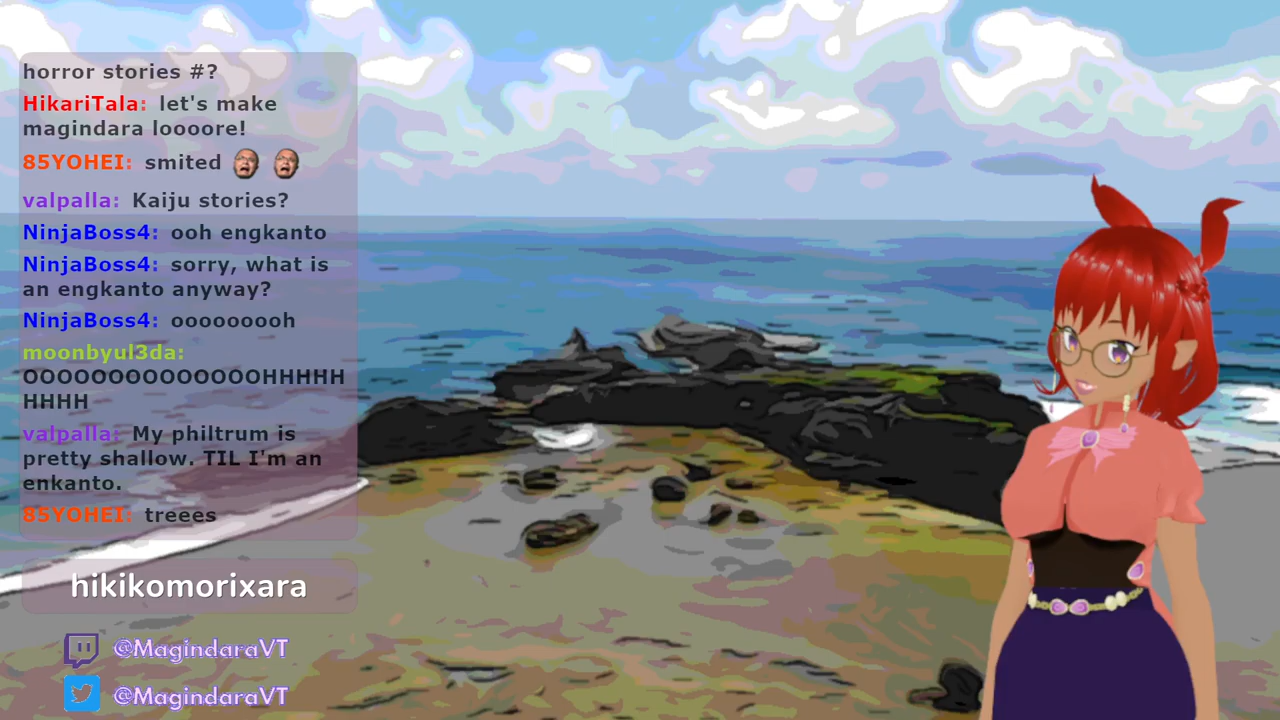 horror stories #?
HikariTala: let's make
magindara loooore!
85YOHEI: smited
valpalla: Kaiju stories?
NinjaBoss4: ooh engkanto
NinjaBoss4: sorry, what is
an engkanto anyway?
NinjaBoss4: ooooooooh
moonbyul3da:
OOOOOOOOOOOOOOOHHHHH
HHHH
valpalla: My philtrum is
pretty shallow. TIL I'm an
enkanto.
85YOHEI: treees
hikikomorixara
@MagindaraVT
@MagindaraVT